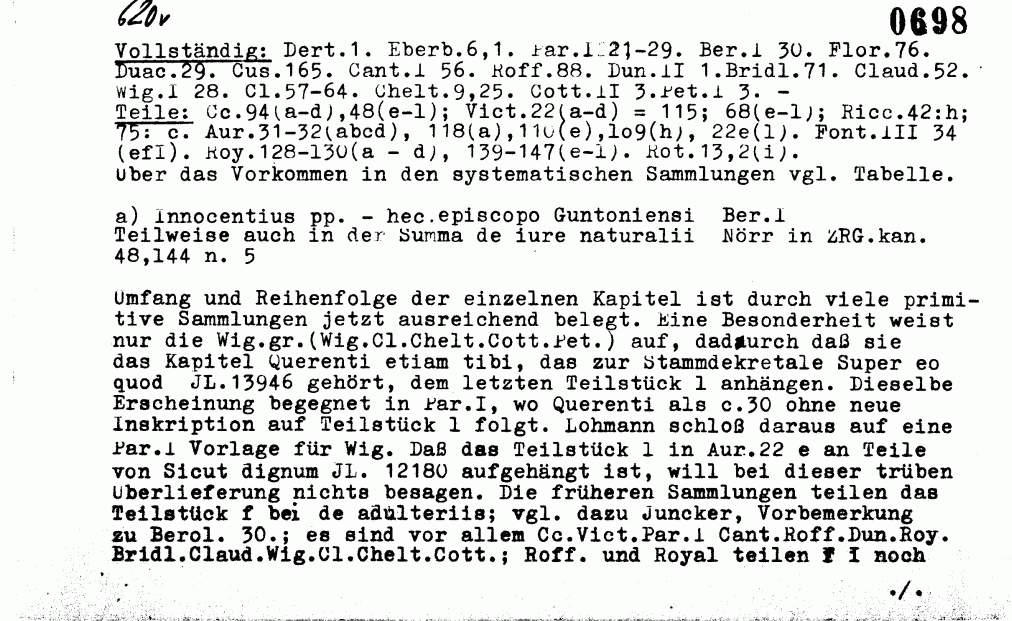 620v
0698
Vollständig: Dert.1. Eberb.6,1. Par.I 21-29. Ber.I 30. Flor.76.
Duac.29. Cus.165. Cant.I 56. Roff.88. Dun.II 1.Bridl.71. Claud.52.
Wig.I 28. Cl.57-64. Chelt.9,25. Cott.II 3.Pet.I 3. -
Teile: Cc.94(a-d),48(e-l); Vict.22(a-d) = 115; 68(e-l); Ricc.42:h;
75: c. Aur.31-32(abcd), 118(a),110(e),lo9(h), 22e(l). Font.III 34
(efI). Roy.128-130(a - d), 139-147(e-l). Rot.13,2(i).
Uber das Vorkommen in den systematischen Sammlungen vgl. Tabelle.
a) Innocentius pp. - hec.episcopo Guntoniensi Ber.I
Teilweise auch in der Summa de iure naturalii Nörr in ZRG.kan.
48,144 n. 5
Umfang und Reihenfolge der einzelnen Kapitel ist durch viele primi-
tive Sammlungen jetzt ausreichend belegt. Eine Besonderheit weist
nur die Wig.gr.(Wig.Cl.Chelt.Cott.Pet.) auf, dadaurch daß sie
das Kapitel Querenti etiam tibi, das zur Stammdekretale Super eo
quod JL.13946 gehört, dem letzten Teilstück l anhängen. Dieselbe
Erscheinung begegnet in Par.I, wo Querenti als c.30 ohne neue
Inskription auf Teilstück l folgt. Lohmann schloß daraus auf eine
Par.I Vorlage für Wig. Daß das Teilstück l in Aur.22 e an Teile
von Sicut dignum JL. 12180 aufgehängt ist, will bei dieser trüben
Uberlieferung nichts besagen. Die früheren Sammlungen teilen das
Teilstück f bei de adulteriis; vgl. dazu Juncker, Vorbemerkung
zu Berol. 30.; es sind vor allem Cc.Vict.Par.I Cant.Roff.Dun.Roy.
Bridl.Claud.Wig.Cl.Chelt.Cott.; Roff. und Royal teilen f I noch
./.